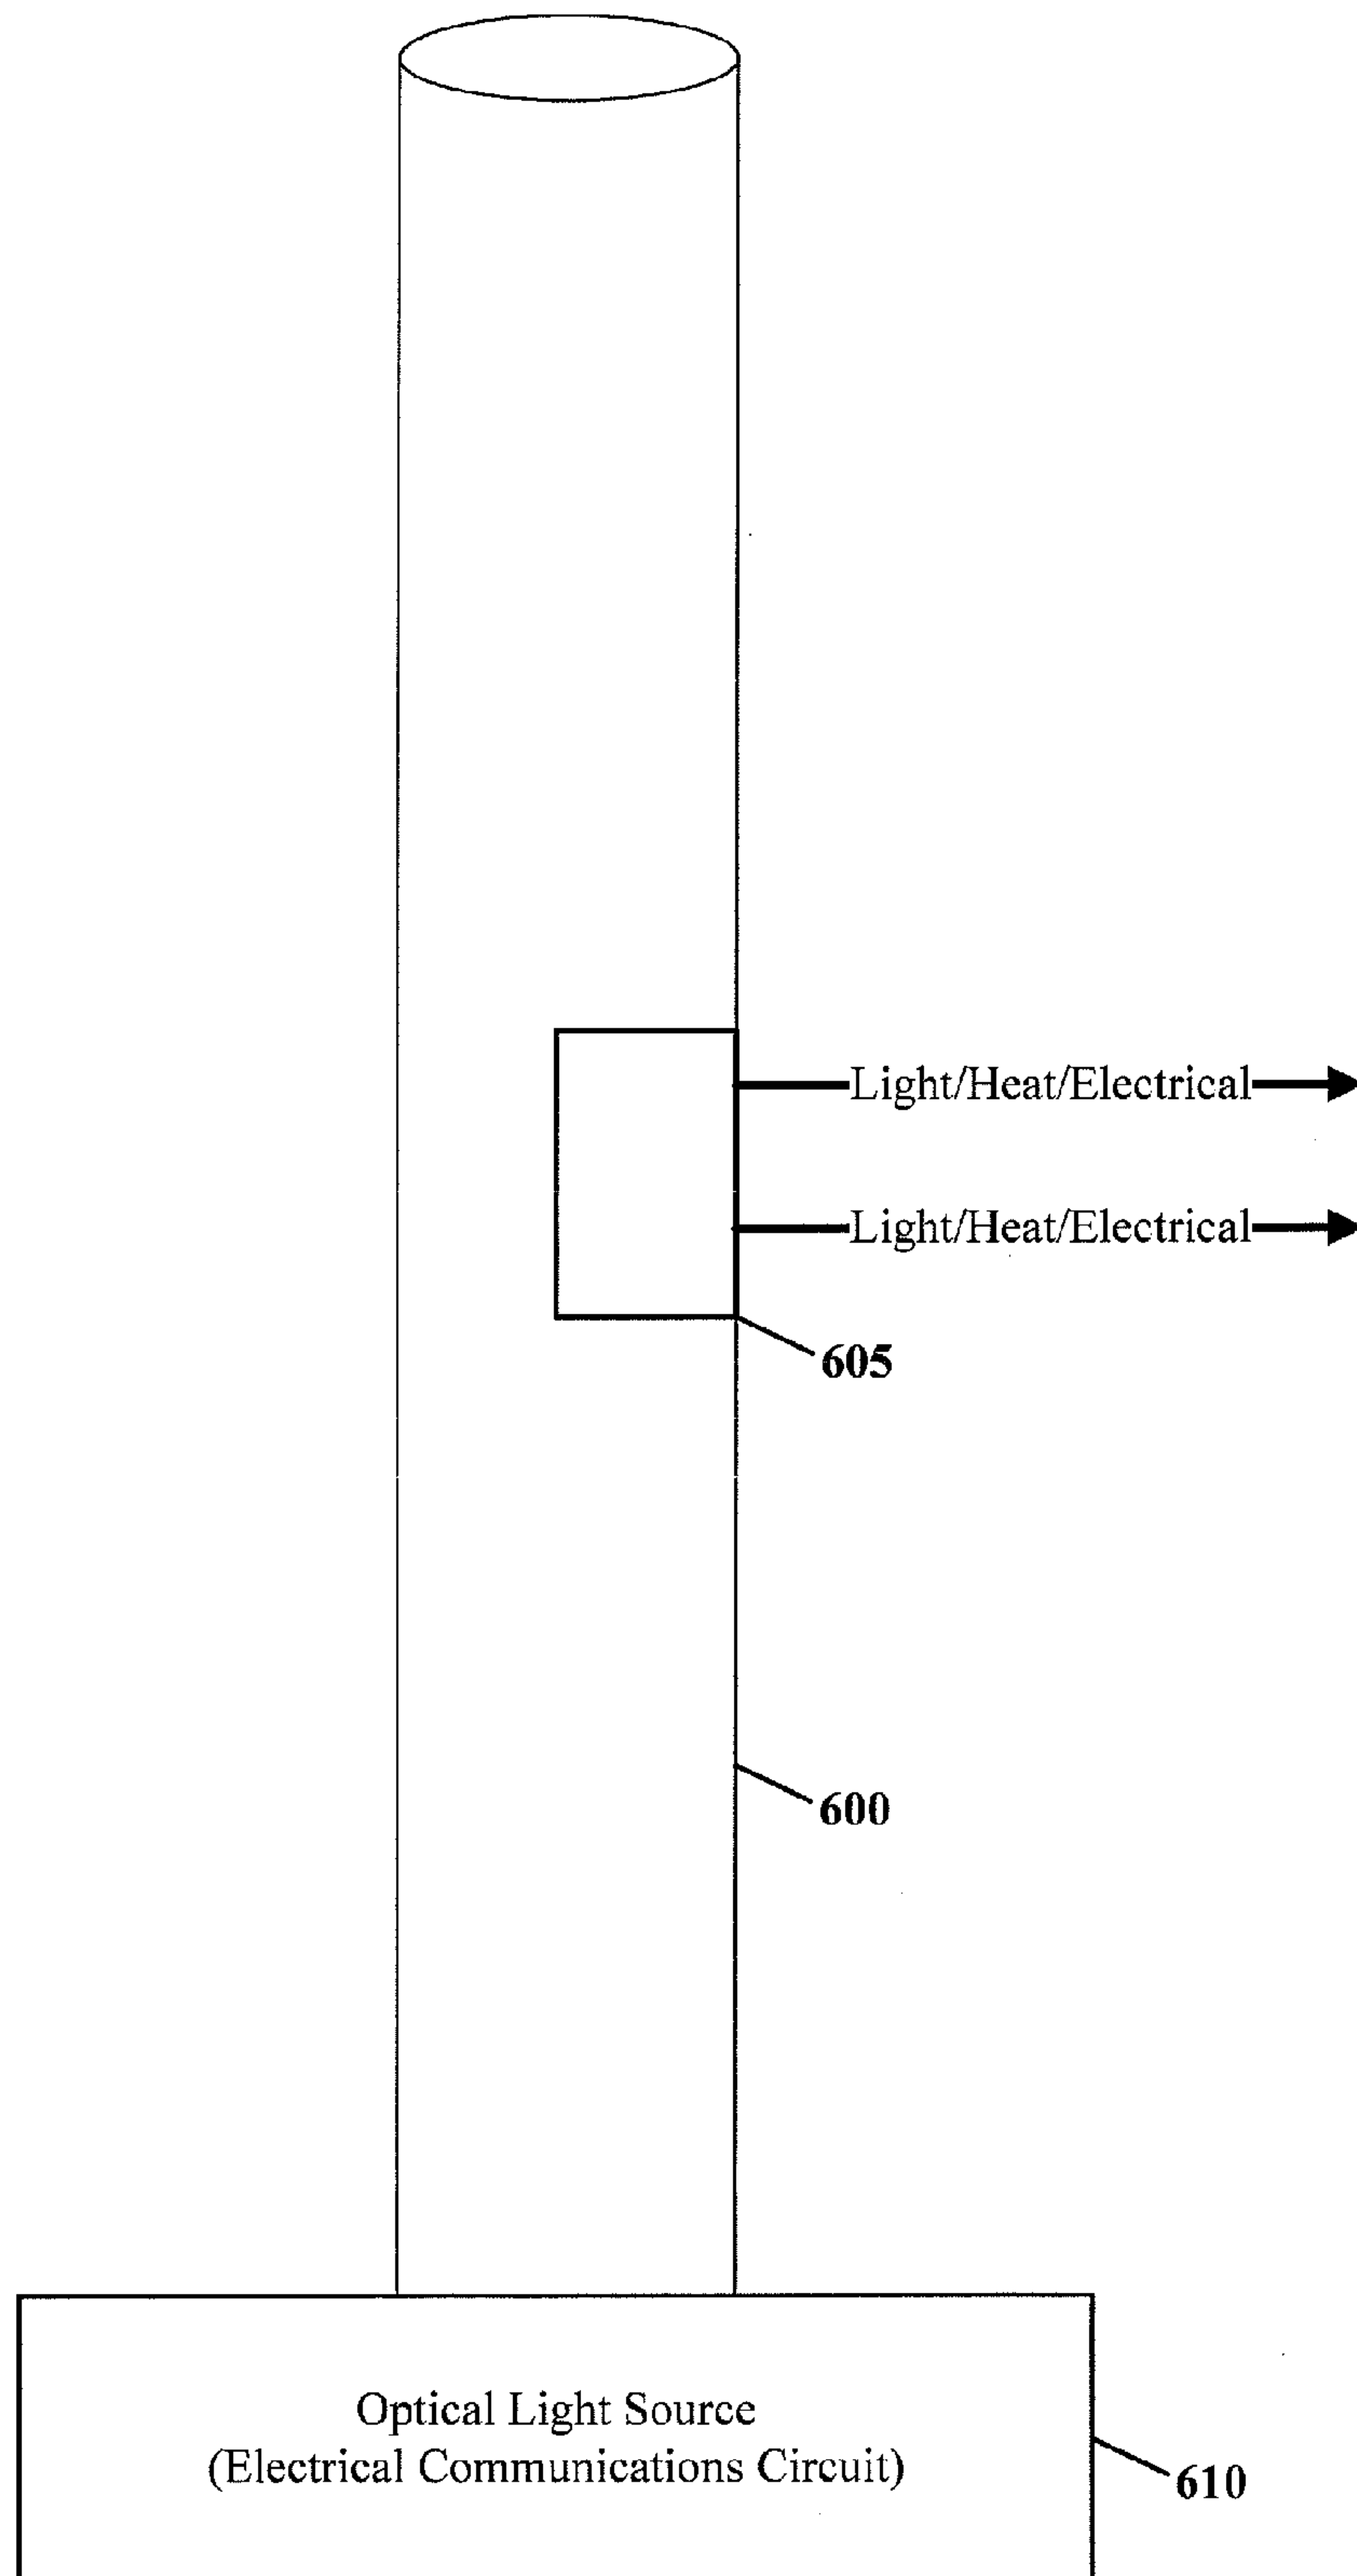 Light/Heat/Electrical
Light/Heat/Electrical
605
600
Optical Light Source
(Electrical Communications Circuit)
610